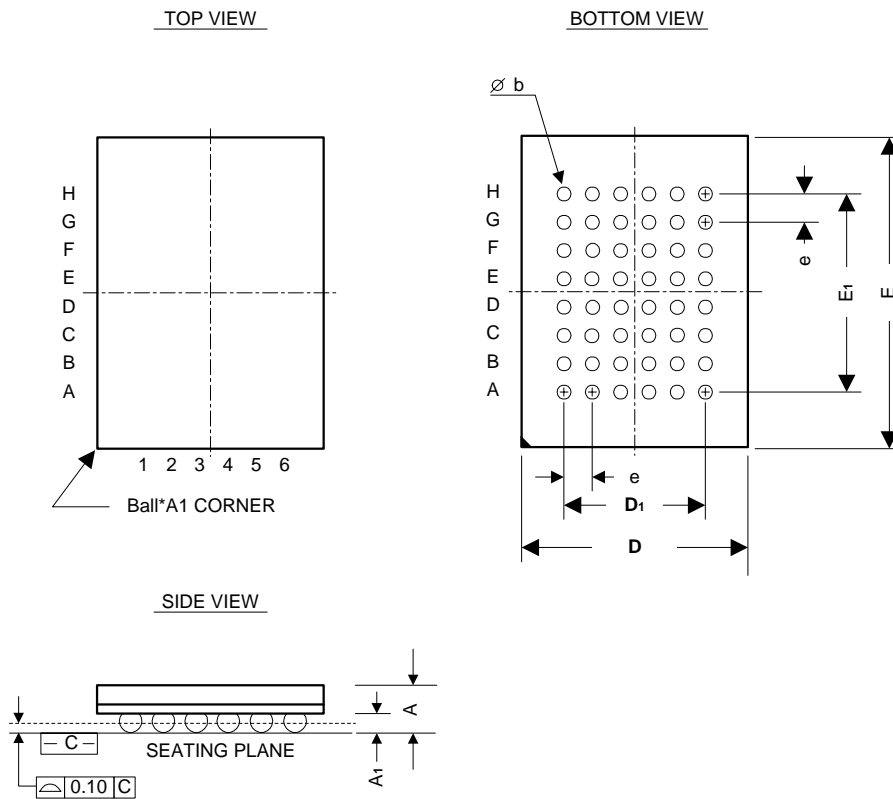 TOP VIEW
BOTTOM VIEW
H
G
F
E
D
C
B
A
1 2 3 4 5 6
Ball*A1 CORNER
Ø b
H
G
F
E
D
C
B
A
e
E1
E
e
D1
D
SIDE VIEW
A
A1
– C –
SEATING PLANE
⌓ 0.10 C